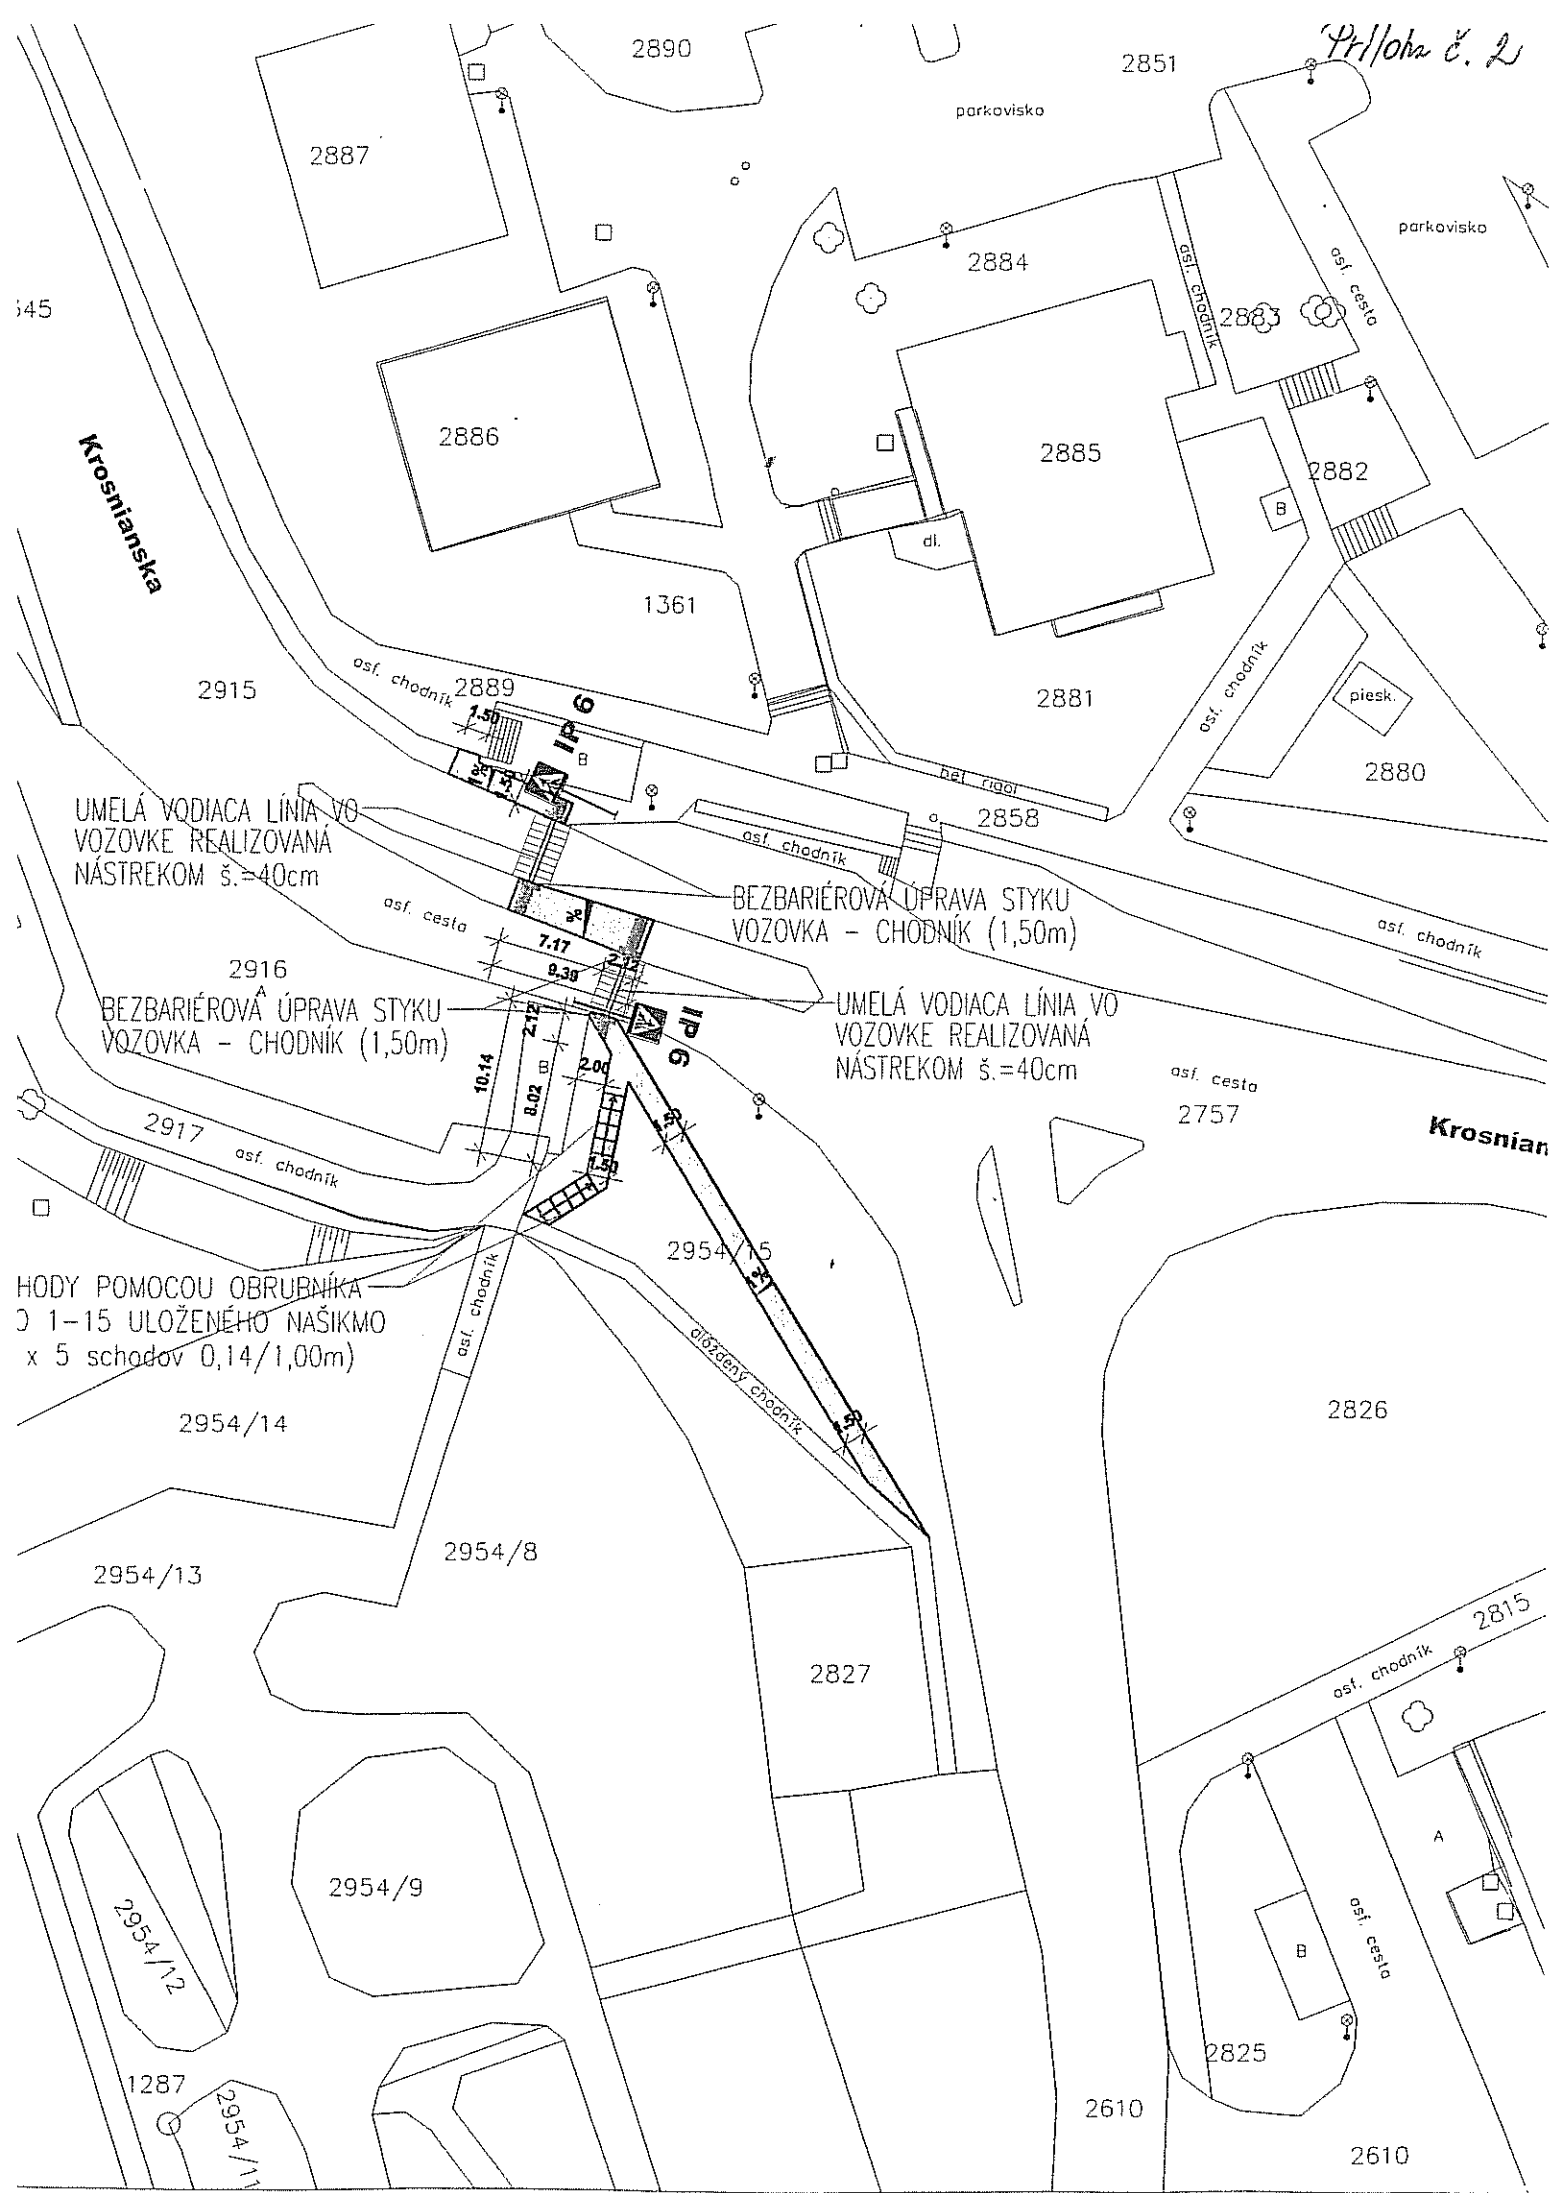 Príloha č. 2
2890
2851
parkovisko
2887
parkovisko
2884
asf. chodník
asf. cesta
2883
545
2886
2885
2882
B
dl.
Krosnianska
1361
asf. chodník
2889
2915
1.50
IP 6
B
2881
asf. chodník
piesk.
2880
bet. rigol
2858
UMELÁ VODIACA LÍNIA VO
VOZOVKE REALIZOVANÁ
NÁSTREKOM š.=40cm
asf. chodník
BEZBARIÉROVÁ ÚPRAVA STYKU
VOZOVKA – CHODNÍK (1,50m)
asf. cesta
asf. chodník
7.17
9.39
2.12
2916
A
BEZBARIÉROVÁ ÚPRAVA STYKU
VOZOVKA – CHODNÍK (1,50m)
UMELÁ VODIACA LÍNIA VO
VOZOVKE REALIZOVANÁ
NÁSTREKOM š.=40cm
IP 6
2.12
10.14
8.02
B
2.00
asf. cesta
2757
Krosnian
2917
asf. chodník
1.50
1.50
2954/15
HODY POMOCOU OBRUBNÍKA
O 1-15 ULOŽENÉHO NAŠIKMO
x 5 schodov 0,14/1,00m)
asf. chodník
dláždený chodník
1.50
2954/14
2826
2954/13
2954/8
2815
asf. chodník
2827
A
2954/9
2954/12
B
asf. cesta
2825
1287
2954/11
2610
2610